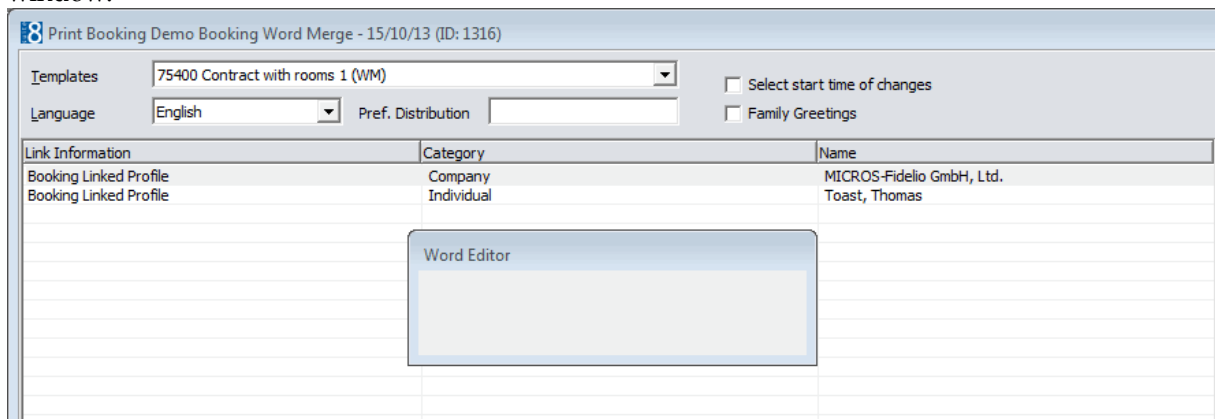 Print Booking Demo Booking Word Merge - 15/10/13 (ID: 1316)
Templates 75400 Contract with rooms 1 (WM) Select start time of changes
Language English Pref. Distribution Family Greetings
Link Information Category Name
Booking Linked Profile Company MICROS-Fidelio GmbH, Ltd.
Booking Linked Profile Individual Toast, Thomas
Word Editor